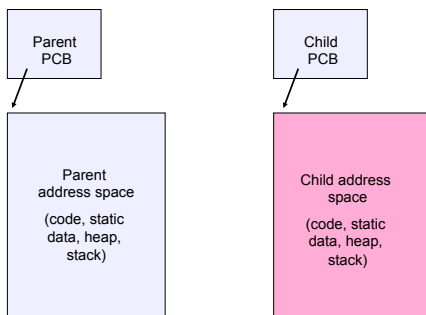 Parent
PCB
Child
PCB
Parent
address space
(code, static
data, heap,
stack)
Child address
space
(code, static
data, heap,
stack)